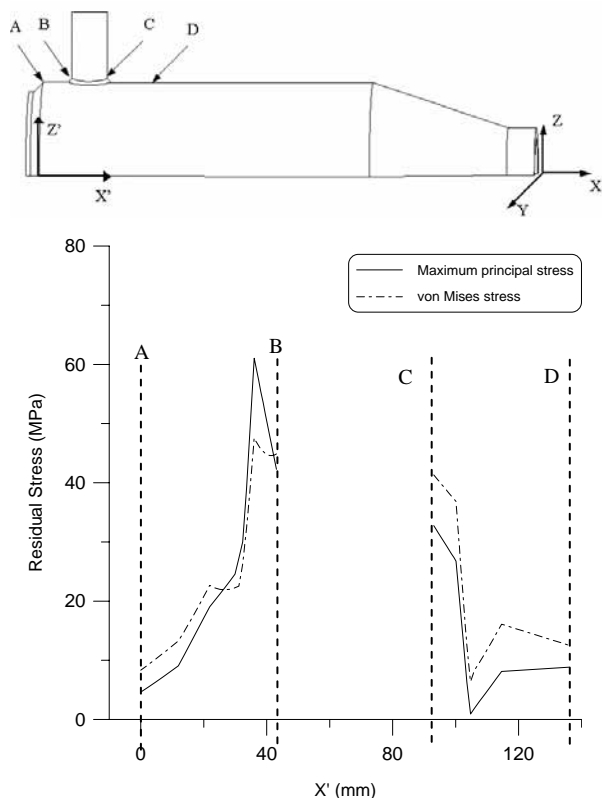 A
B
C
D
Z'
X'
Z
X
Y
80
60
40
20
0
Residual Stress (MPa)
Maximum principal stress
von Mises stress
A
B
C
D
0
40
80
120
X' (mm)